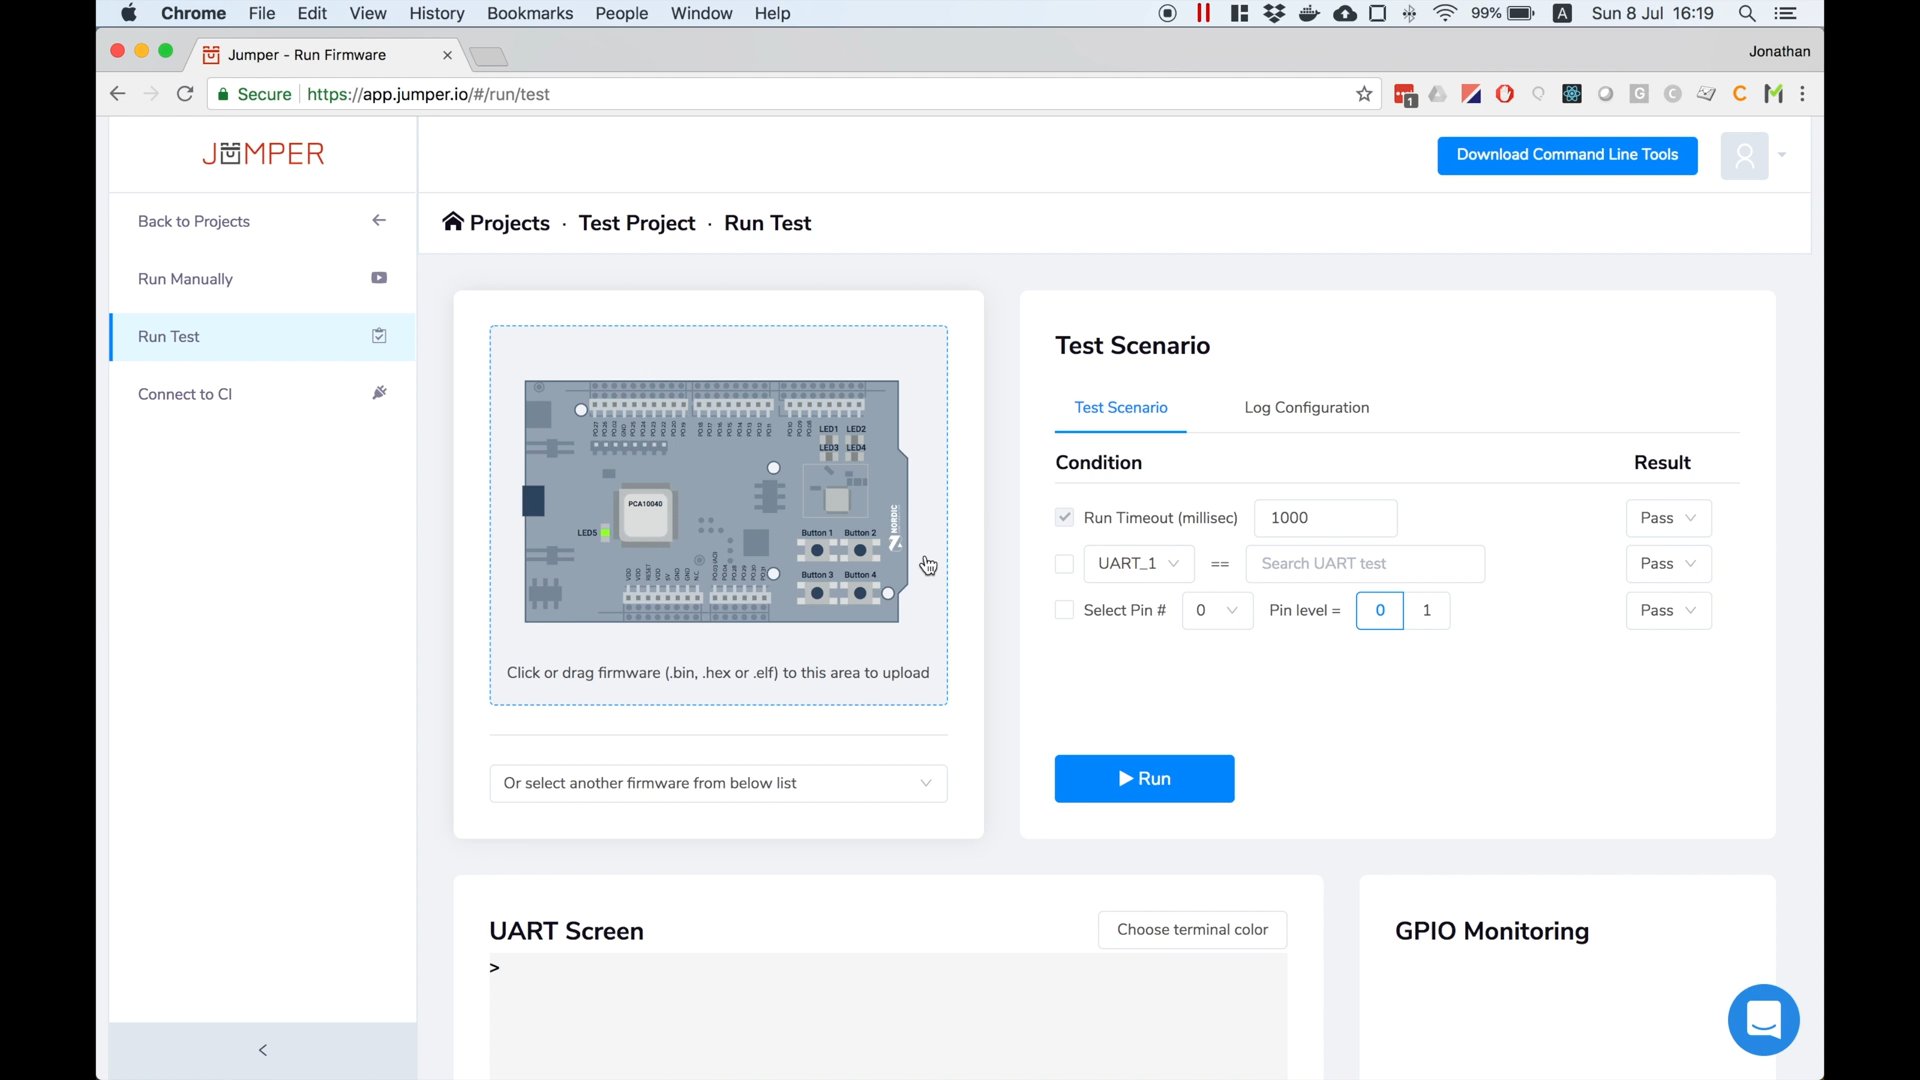 Chrome File Edit View History Bookmarks People Window Help 99% A Sun 8 Jul 16:19
Jumper - Run Firmware
Jonathan
Secure https://app.jumper.io/#/run/test
1
JUMPER
Download Command Line Tools
Back to Projects
Projects · Test Project · Run Test
Run Manually
Run Test
Connect to CI
LED1 LED2
LED3 LED4
PCA10040
LED5
NORDIC
Button 1 Button 2
Button 3 Button 4
Click or drag firmware (.bin, .hex or .elf) to this area to upload
Or select another firmware from below list
Test Scenario
Test Scenario Log Configuration
Condition Result
Run Timeout (millisec) 1000 Pass
UART_1 == Search UART test Pass
Select Pin # 0 Pin level = 0 1 Pass
Run
UART Screen
Choose terminal color
>
GPIO Monitoring